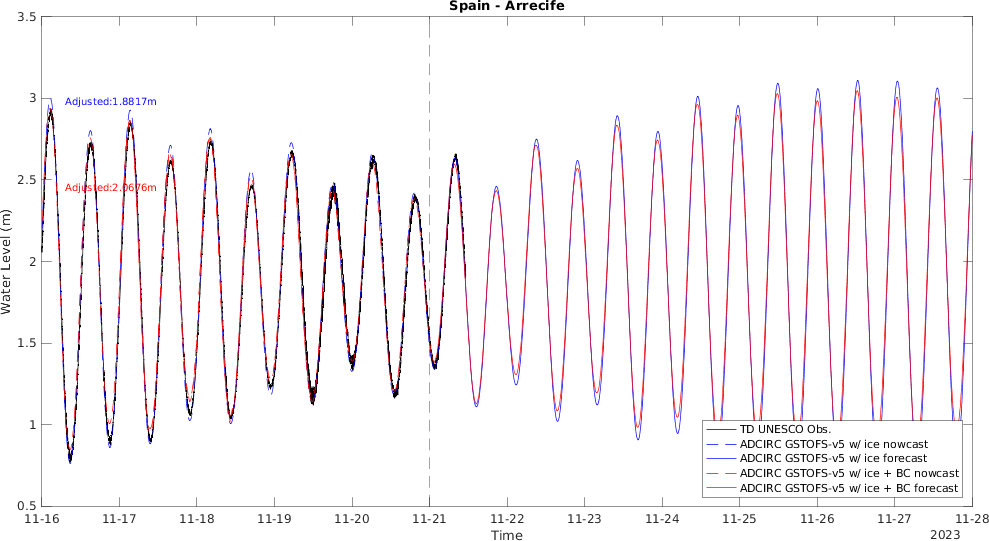 Spain - Arrecife
3.5
3
2.5
2
1.5
1
0.5
Water Level (m)
Adjusted:1.8817m
Adjusted:2.0676m
TD UNESCO Obs.
ADCIRC GSTOFS-v5 w/ ice nowcast
ADCIRC GSTOFS-v5 w/ ice forecast
ADCIRC GSTOFS-v5 w/ ice + BC nowcast
ADCIRC GSTOFS-v5 w/ ice + BC forecast
11-16 11-17 11-18 11-19 11-20 11-21 11-22 11-23 11-24 11-25 11-26 11-27 11-28
Time
2023